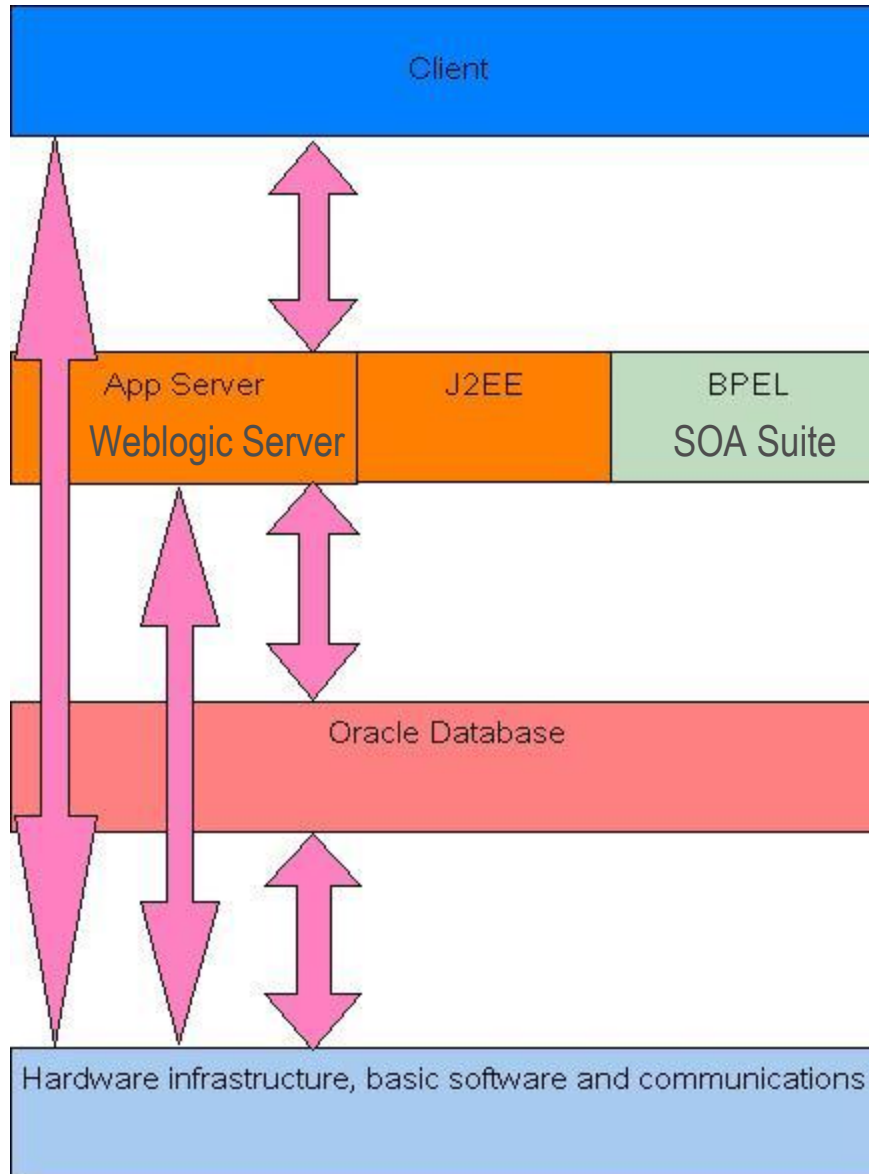 Client
App Server
J2EE
BPEL
Weblogic Server
SOA Suite
Oracle Database
Hardware infrastructure, basic software and communications